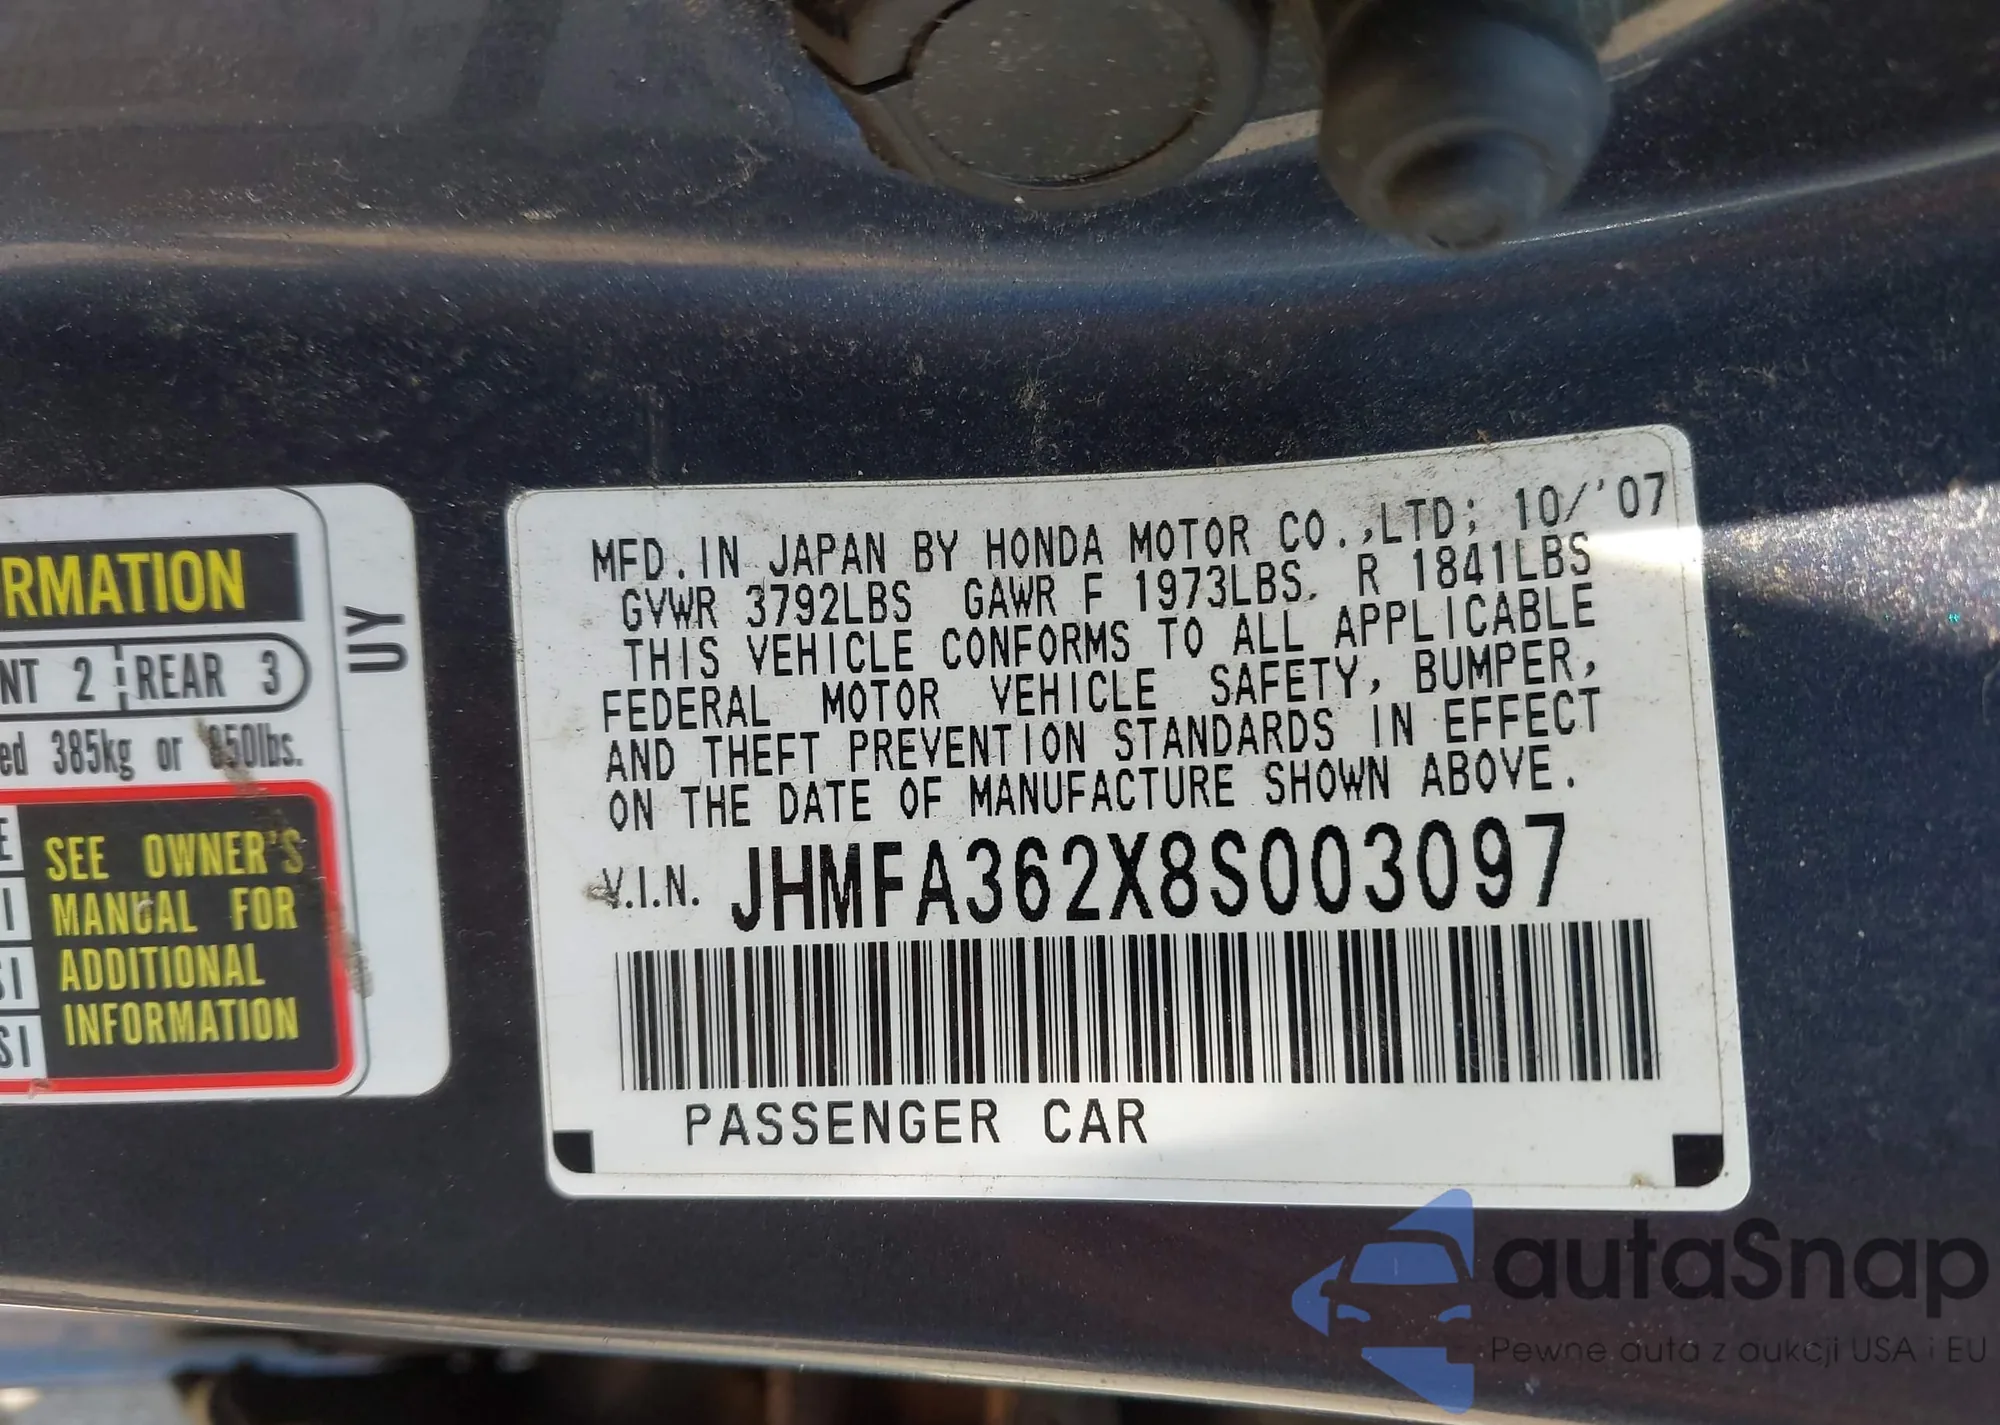 RMATION
NT 2 REAR 3
ed 385kg or 850lbs.
E
I
SI
SI
SEE OWNER'S
MANUAL FOR
ADDITIONAL
INFORMATION
UY
MFD. IN JAPAN BY HONDA MOTOR CO.,LTD; 10/'07
GVWR 3792LBS GAWR F 1973LBS. R 1841LBS
THIS VEHICLE CONFORMS TO ALL APPLICABLE
FEDERAL MOTOR VEHICLE SAFETY, BUMPER,
AND THEFT PREVENTION STANDARDS IN EFFECT
ON THE DATE OF MANUFACTURE SHOWN ABOVE.
V.I.N. JHMFA362X8S003097
PASSENGER CAR
autaSnap
Pewne auta z aukcji USA i EU